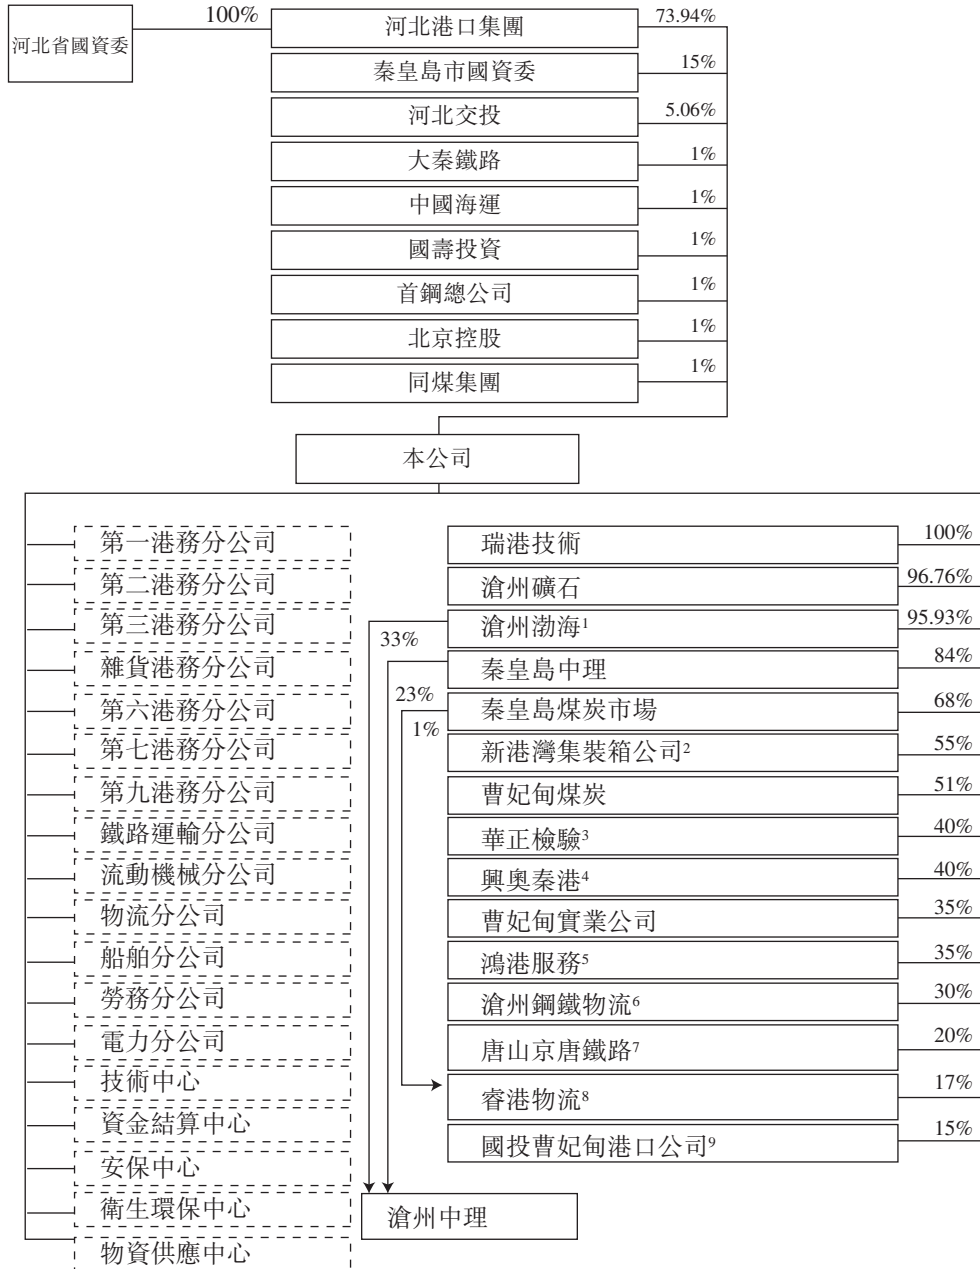 河北省國資委
100%
河北港口集團
73.94%
秦皇島市國資委
15%
河北交投
5.06%
大秦鐵路
1%
中國海運
1%
國壽投資
1%
首鋼總公司
1%
北京控股
1%
同煤集團
1%
本公司
第一港務分公司
第二港務分公司
第三港務分公司
雜貨港務分公司
第六港務分公司
第七港務分公司
第九港務分公司
鐵路運輸分公司
流動機械分公司
物流分公司
船舶分公司
勞務分公司
電力分公司
技術中心
資金結算中心
安保中心
衛生環保中心
物資供應中心
瑞港技術
100%
滄州礦石
96.76%
滄州渤海1
95.93%
33%
秦皇島中理
84%
23%
秦皇島煤炭市場
68%
1%
新港灣集裝箱公司2
55%
曹妃甸煤炭
51%
華正檢驗3
40%
興奧秦港4
40%
曹妃甸實業公司
35%
鴻港服務5
35%
滄州鋼鐵物流6
30%
唐山京唐鐵路7
20%
睿港物流8
17%
國投曹妃甸港口公司9
15%
滄州中理